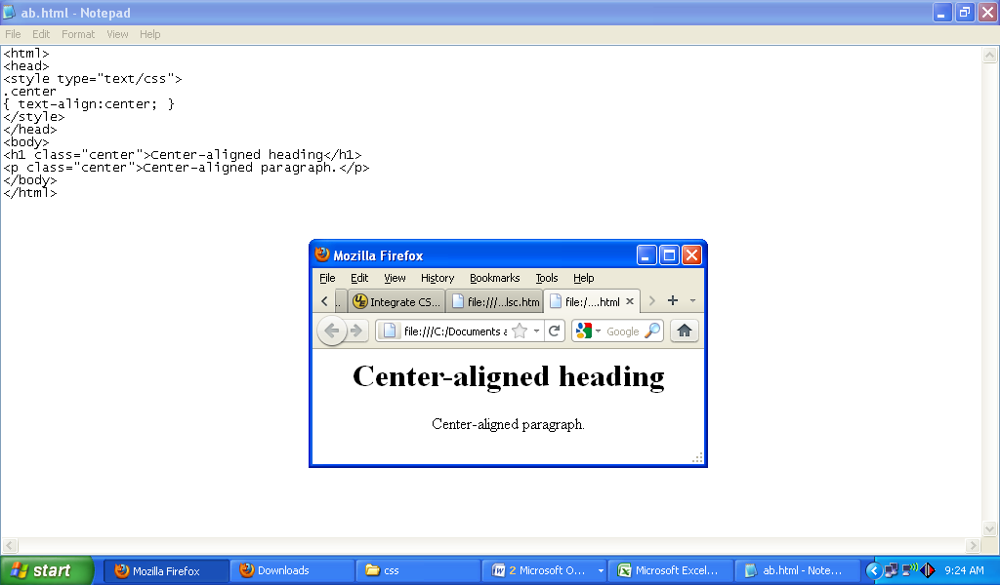 ab.html - Notepad
File Edit Format View Help
<html>
<head>
<style type="text/css">
.center
{ text-align:center; }
</style>
</head>
<body>
<h1 class="center">Center-aligned heading</h1>
<p class="center">Center-aligned paragraph.</p>
</body>
</html>
Mozilla Firefox
File Edit View History Bookmarks Tools Help
.. Integrate CS... file:///...lsc.htm file:/....html
file:///C:/Documents a Google
Center-aligned heading
Center-aligned paragraph.
start Mozilla Firefox Downloads css 2 Microsoft O... Microsoft Excel... ab.html - Note... 9:24 AM